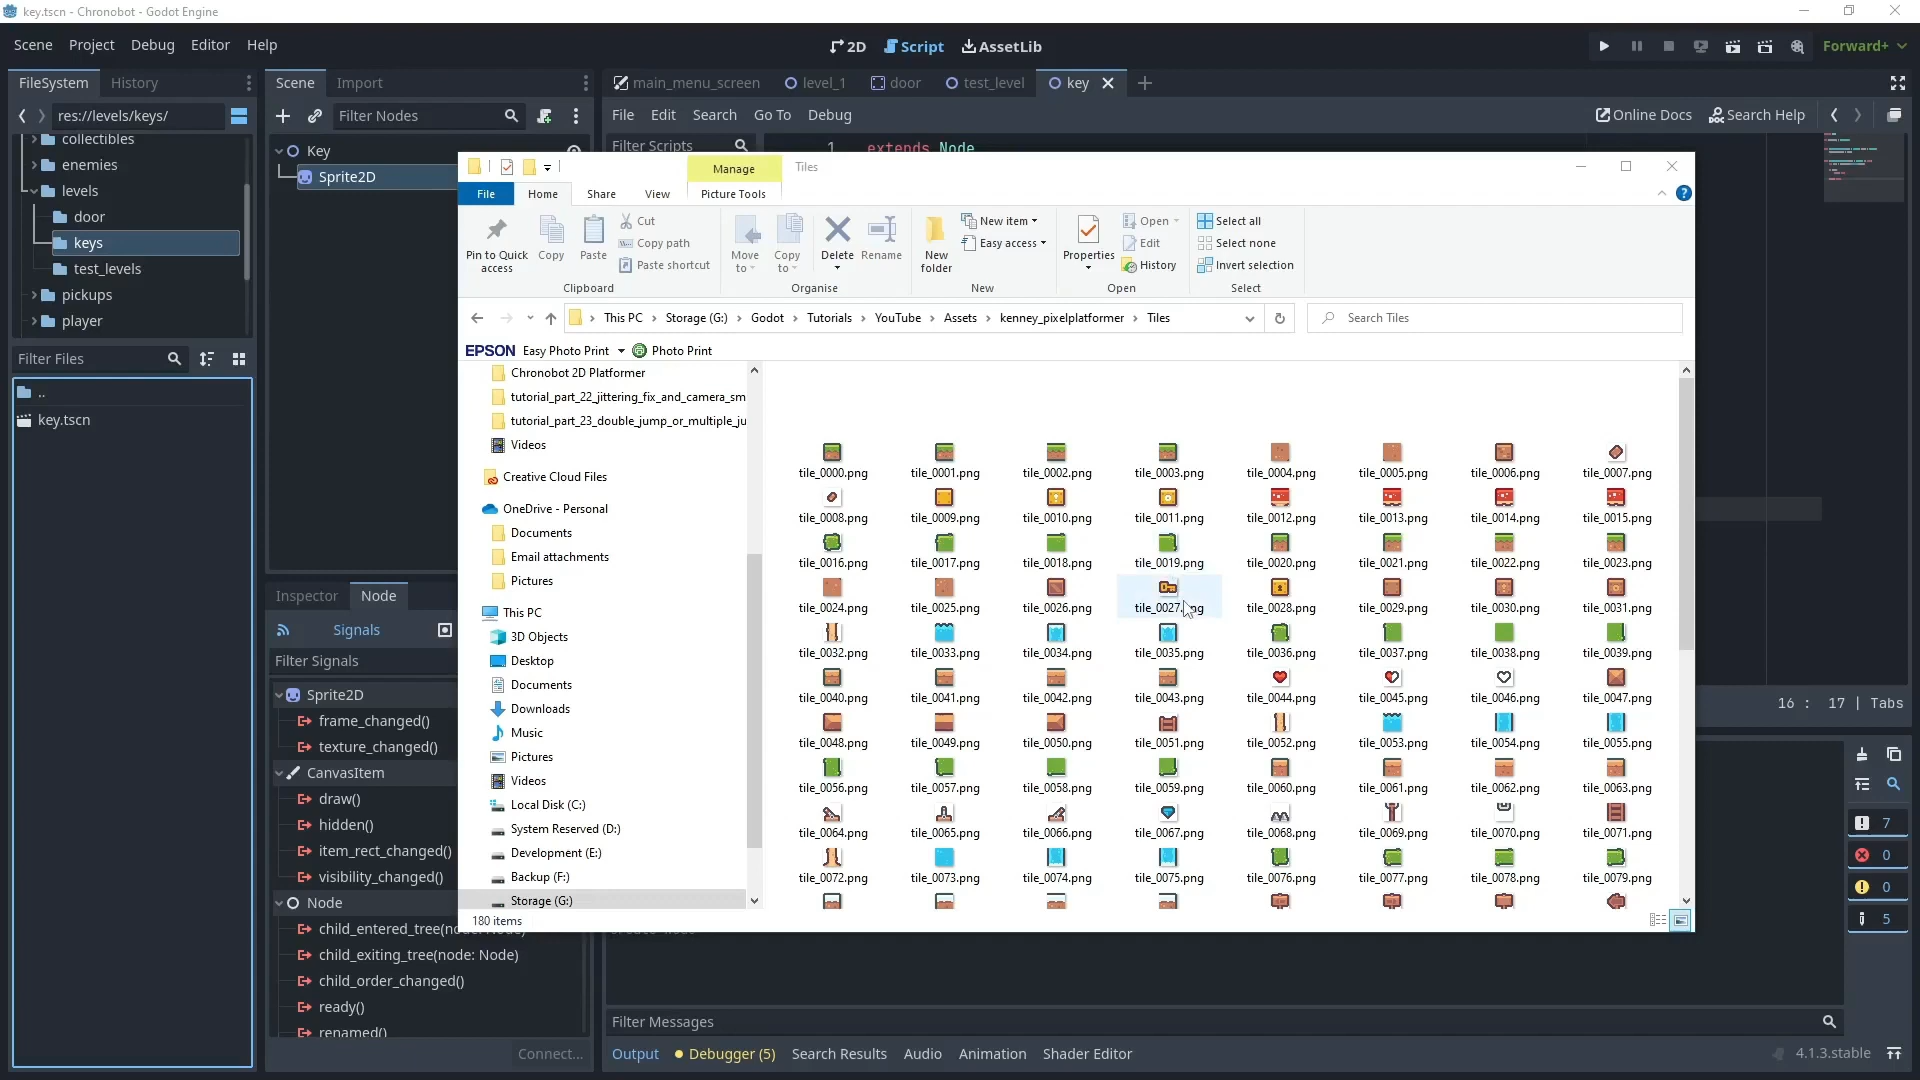 key.tscn - Chronobot - Godot Engine
Scene Project Debug Editor Help
2D Script AssetLib
Forward+
FileSystem History
Scene Import
main_menu_screen level_1 door test_level key
res://levels/keys/
Filter Nodes
File Edit Search Go To Debug
Online Docs Search Help
collectibles
enemies
levels
door
keys
test_levels
pickups
player
Filter Files
..
key.tscn
Key
Sprite2D
Filter Scripts
1 extends Node
Manage Tiles
File Home Share View Picture Tools
Pin to Quick access
Copy
Paste
Cut
Copy path
Paste shortcut
Clipboard
Move to
Copy to
Delete
Rename
Organise
New folder
New item
Easy access
New
Properties
Open
Edit
History
Open
Select all
Select none
Invert selection
Select
This PC Storage (G:) Godot Tutorials YouTube Assets kenney_pixelplatformer Tiles
Search Tiles
EPSON Easy Photo Print Photo Print
Chronobot 2D Platformer
tutorial_part_22_jittering_fix_and_camera_sm
tutorial_part_23_double_jump_or_multiple_ju
Videos
Creative Cloud Files
OneDrive - Personal
Documents
Email attachments
Pictures
This PC
3D Objects
Desktop
Documents
Downloads
Music
Pictures
Videos
Local Disk (C:)
System Reserved (D:)
Development (E:)
Backup (F:)
Storage (G:)
180 items
tile_0000.png tile_0001.png tile_0002.png tile_0003.png tile_0004.png tile_0005.png tile_0006.png tile_0007.png
tile_0008.png tile_0009.png tile_0010.png tile_0011.png tile_0012.png tile_0013.png tile_0014.png tile_0015.png
tile_0016.png tile_0017.png tile_0018.png tile_0019.png tile_0020.png tile_0021.png tile_0022.png tile_0023.png
tile_0024.png tile_0025.png tile_0026.png tile_0027.png tile_0028.png tile_0029.png tile_0030.png tile_0031.png
tile_0032.png tile_0033.png tile_0034.png tile_0035.png tile_0036.png tile_0037.png tile_0038.png tile_0039.png
tile_0040.png tile_0041.png tile_0042.png tile_0043.png tile_0044.png tile_0045.png tile_0046.png tile_0047.png
tile_0048.png tile_0049.png tile_0050.png tile_0051.png tile_0052.png tile_0053.png tile_0054.png tile_0055.png
tile_0056.png tile_0057.png tile_0058.png tile_0059.png tile_0060.png tile_0061.png tile_0062.png tile_0063.png
tile_0064.png tile_0065.png tile_0066.png tile_0067.png tile_0068.png tile_0069.png tile_0070.png tile_0071.png
tile_0072.png tile_0073.png tile_0074.png tile_0075.png tile_0076.png tile_0077.png tile_0078.png tile_0079.png
Inspector Node
Signals
Filter Signals
Sprite2D
frame_changed()
texture_changed()
CanvasItem
draw()
hidden()
item_rect_changed()
visibility_changed()
Node
child_entered_tree(node: Node)
child_exiting_tree(node: Node)
child_order_changed()
ready()
renamed()
Connect...
16 : 17 | Tabs
7
0
0
5
Filter Messages
Output Debugger (5) Search Results Audio Animation Shader Editor
4.1.3.stable